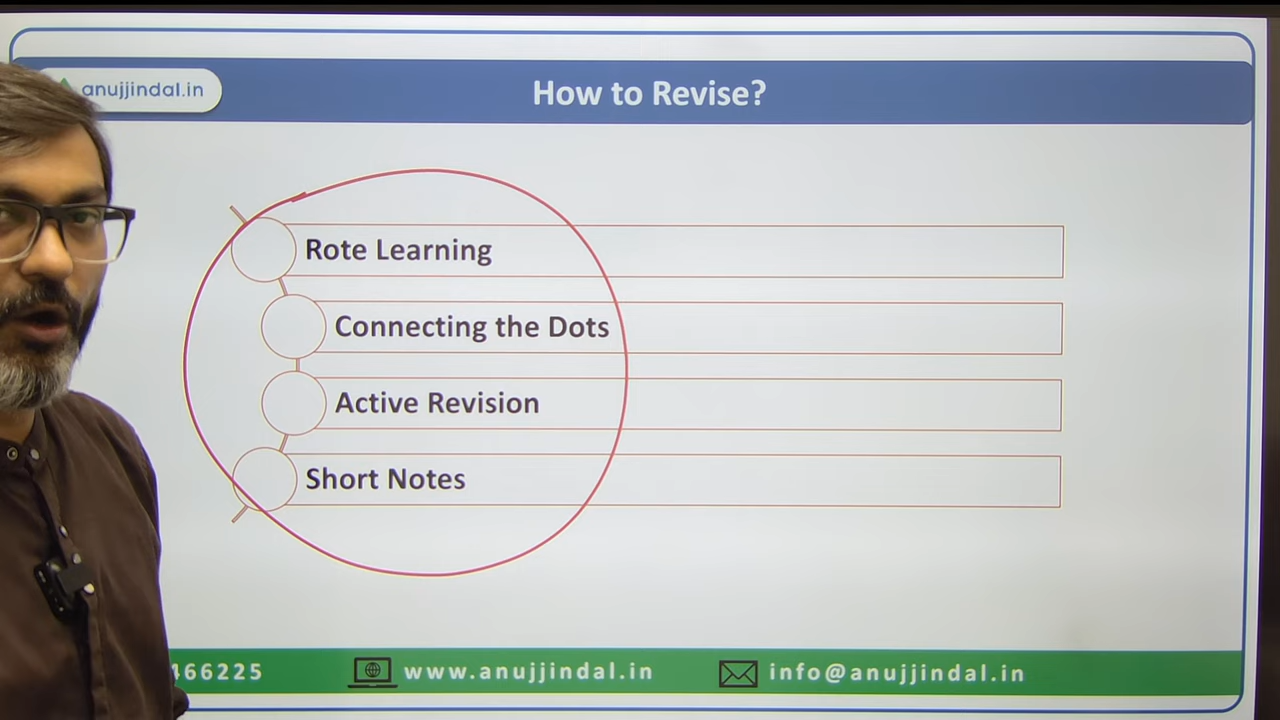 anujjindal.in
How to Revise?
Rote Learning
Connecting the Dots
Active Revision
Short Notes
466225
www.anujjindal.in
info@anujjindal.in